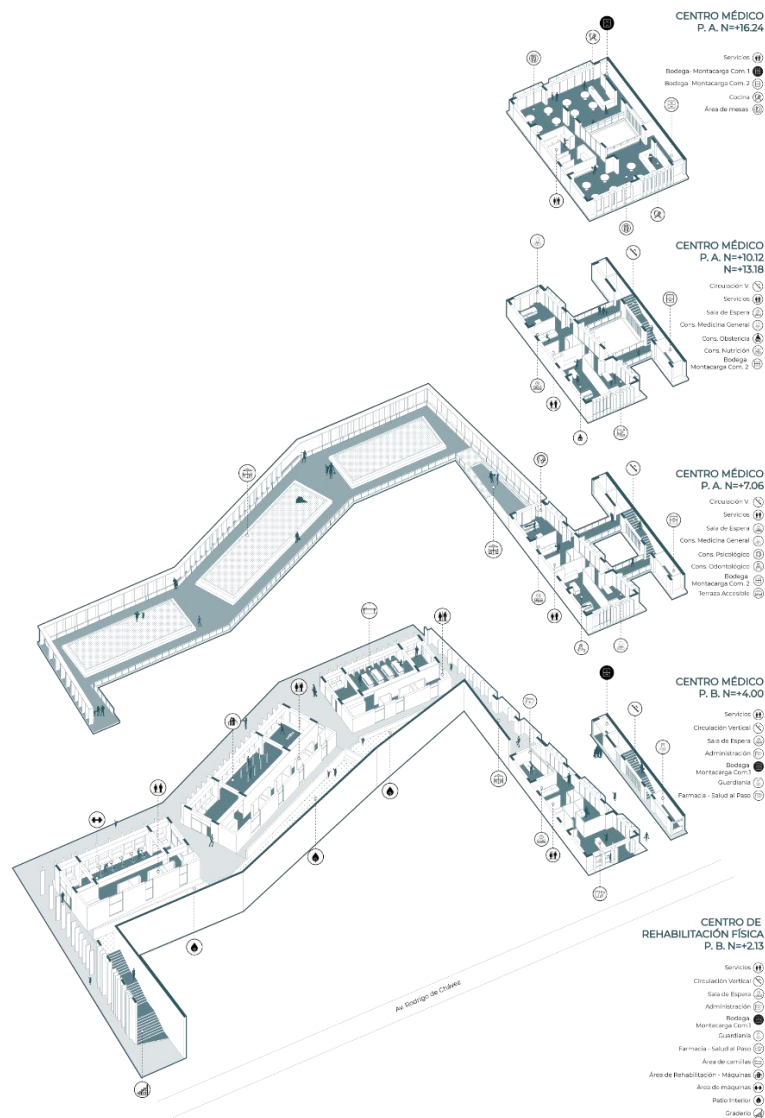 CENTRO MÉDICO
P. A. N=+16.24
Servicios
Bodega- Montacarga Com. 1
Bodega- Montacarga Com. 2
Cocina
Área de mesas
CENTRO MÉDICO
P. A. N=+10.12
N=+13.18
Circulación V.
Servicios
Sala de Espera
Cons. Medicina General
Cons. Obstencia
Cons. Nutrición
Bodega
Montacarga Com. 2
CENTRO MÉDICO
P. A. N=+7.06
Circulación V.
Servicios
Sala de Espera
Cons. Medicina General
Cons. Psicológico
Cons. Odontológico
Bodega
Montacarga Com. 2
Terraza Accesible
CENTRO MÉDICO
P. B. N=+4.00
Servicios
Circulación Vertical
Sala de Espera
Administración
Bodega
Montacarga Com.1
Guardianía
Farmacia - Salud al Paso
Av. Rodrigo de Chávez
CENTRO DE
REHABILITACIÓN FÍSICA
P. B. N=+2.13
Servicios
Circulación Vertical
Sala de Espera
Administración
Bodega
Montacarga Com.1
Guardianía
Farmacia - Salud al Paso
Área de camillas
Área de Rehabilitación - Máquinas
Área de máquinas
Patio Interior
Graderío